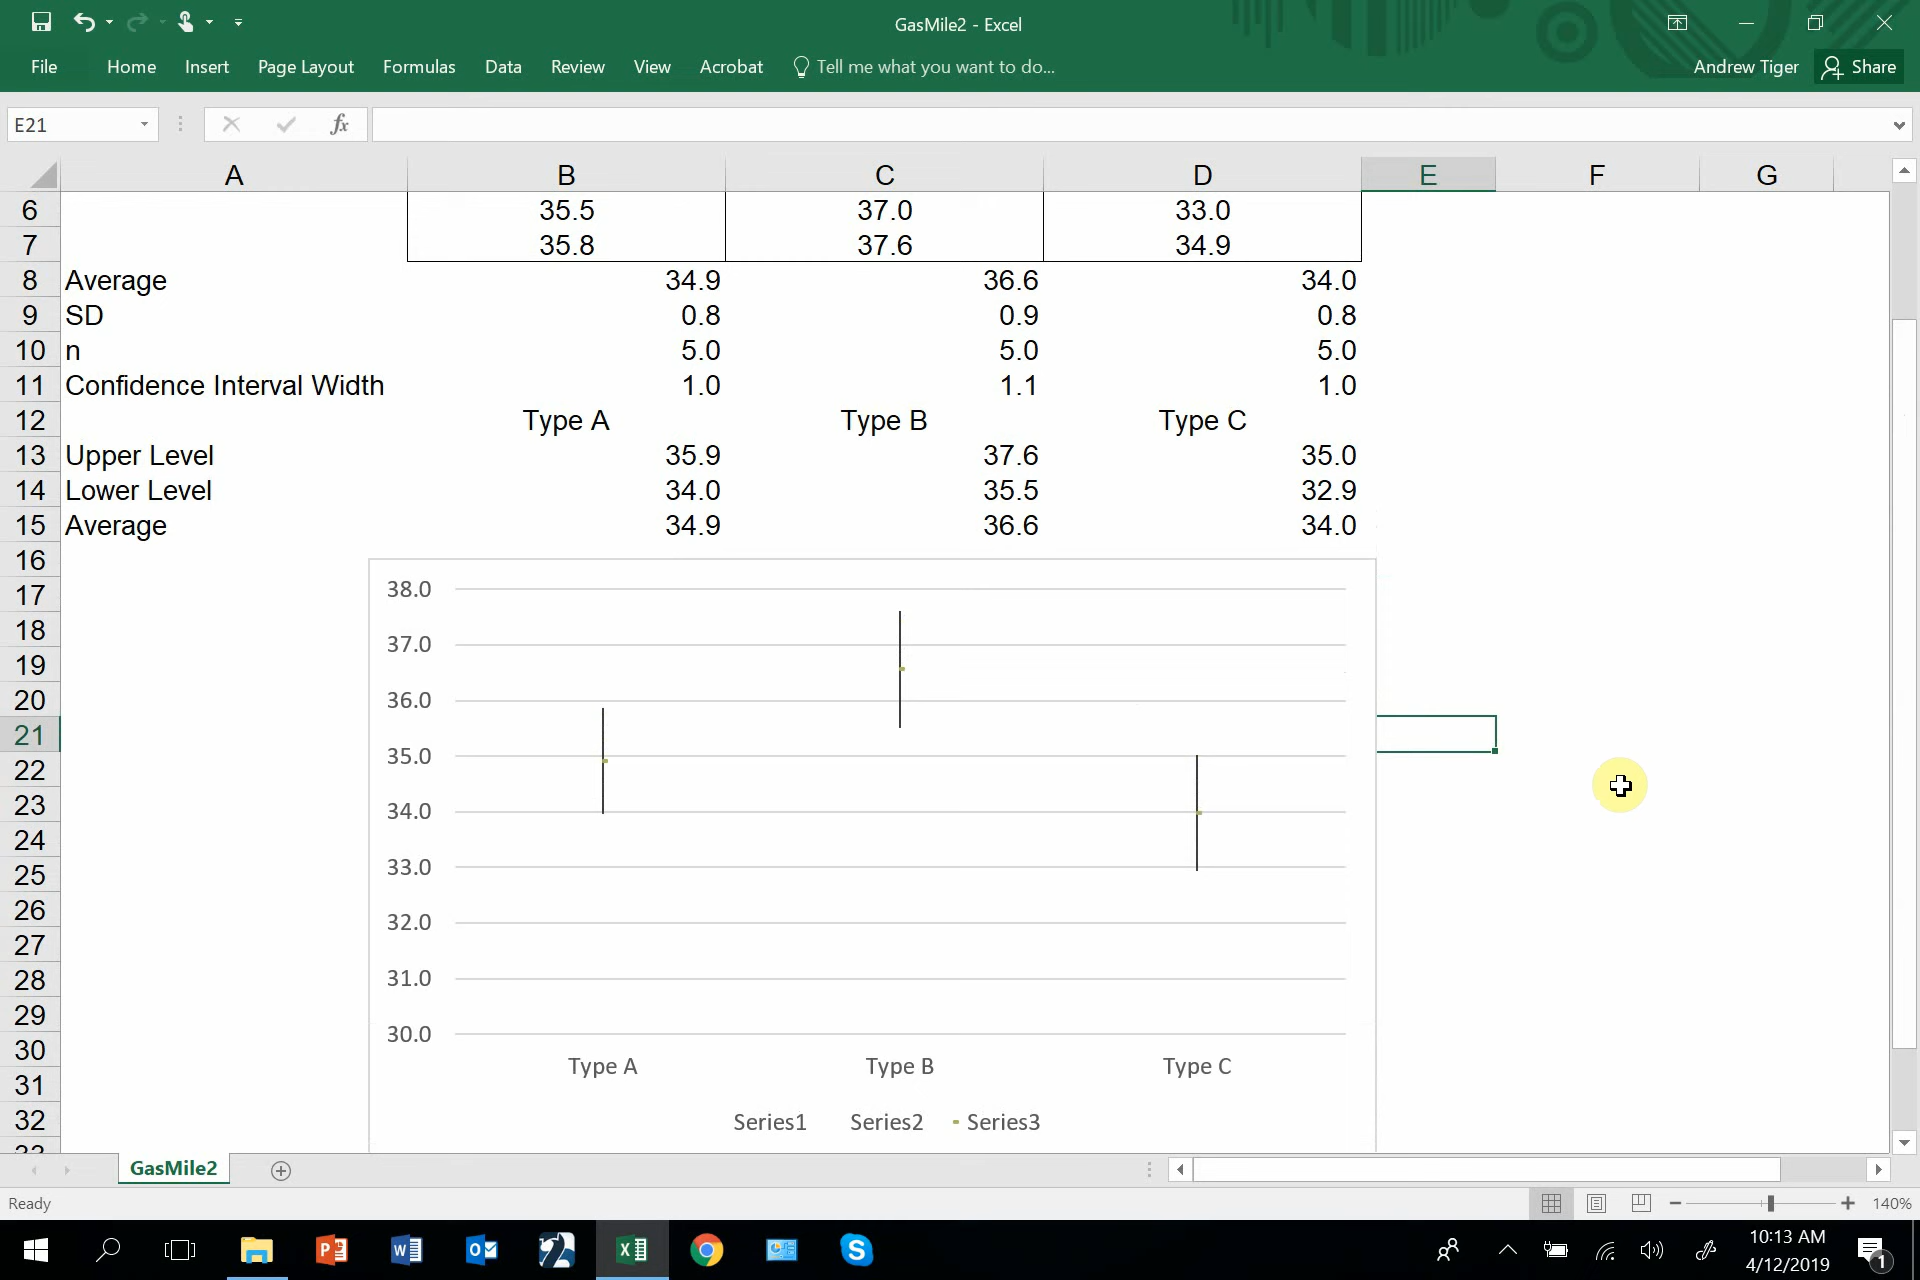 GasMile2 - Excel
File Home Insert Page Layout Formulas Data Review View Acrobat Tell me what you want to do... Andrew Tiger Share
E21 fx
A B C D E F G
6 35.5 37.0 33.0
7 35.8 37.6 34.9
8 Average 34.9 36.6 34.0
9 SD 0.8 0.9 0.8
10 n 5.0 5.0 5.0
11 Confidence Interval Width 1.0 1.1 1.0
12 Type A Type B Type C
13 Upper Level 35.9 37.6 35.0
14 Lower Level 34.0 35.5 32.9
15 Average 34.9 36.6 34.0
16
17
18
19
20
21
22
23
24
25
26
27
28
29
30
31
32
33
38.0
37.0
36.0
35.0
34.0
33.0
32.0
31.0
30.0
Type A Type B Type C
Series1 Series2 Series3
GasMile2
Ready 140%
10:13 AM
4/12/2019
1